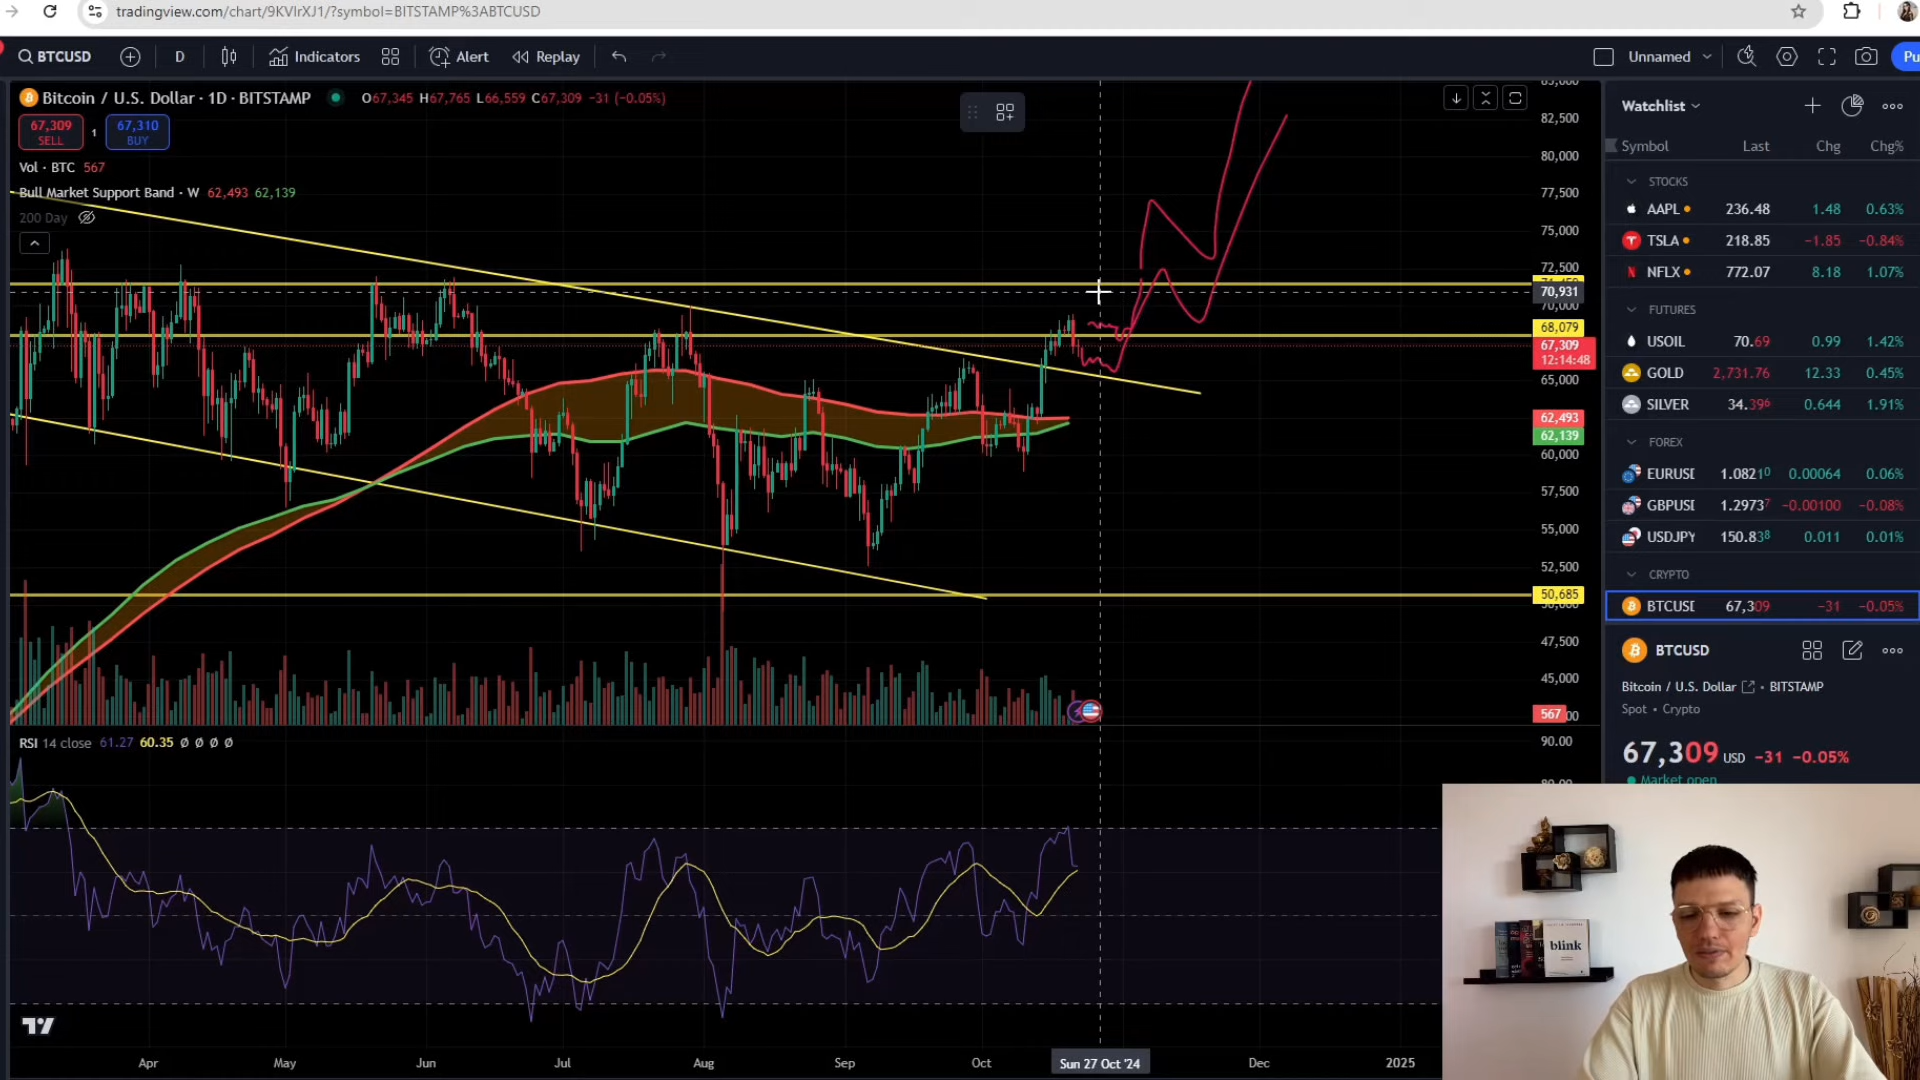 tradingview.com/chart/9KVlrXJ1/?symbol=BITSTAMP%3ABTCUSD
BTCUSD
D
Indicators
Alert
Replay
Unnamed
Pu
Bitcoin / U.S. Dollar · 1D · BITSTAMP
O67,345 H67,765 L66,559 C67,309 −31 (−0.05%)
67,309
SELL
1
67,310
BUY
Vol · BTC 567
Bull Market Support Band · W 62,493 62,139
200 Day
85,000
82,500
80,000
77,500
75,000
72,500
70,931
70,000
68,079
67,309
12:14:48
65,000
62,493
62,139
60,000
57,500
55,000
52,500
50,685
47,500
45,000
567
RSI 14 close 61.27 60.35 Ø Ø Ø Ø
90.00
Apr
May
Jun
Jul
Aug
Sep
Oct
Sun 27 Oct '24
Dec
2025
Watchlist
Symbol Last Chg Chg%
STOCKS
AAPL 236.48 1.48 0.63%
TSLA 218.85 −1.85 −0.84%
NFLX 772.07 8.18 1.07%
FUTURES
USOIL 70.69 0.99 1.42%
GOLD 2,731.76 12.33 0.45%
SILVER 34.396 0.644 1.91%
FOREX
EURUSD 1.08210 0.00064 0.06%
GBPUSD 1.29737 −0.00100 −0.08%
USDJPY 150.838 0.011 0.01%
CRYPTO
BTCUSD 67,309 −31 −0.05%
BTCUSD
Bitcoin / U.S. Dollar · BITSTAMP
Spot • Crypto
67,309 USD −31 −0.05%
Market open
blink